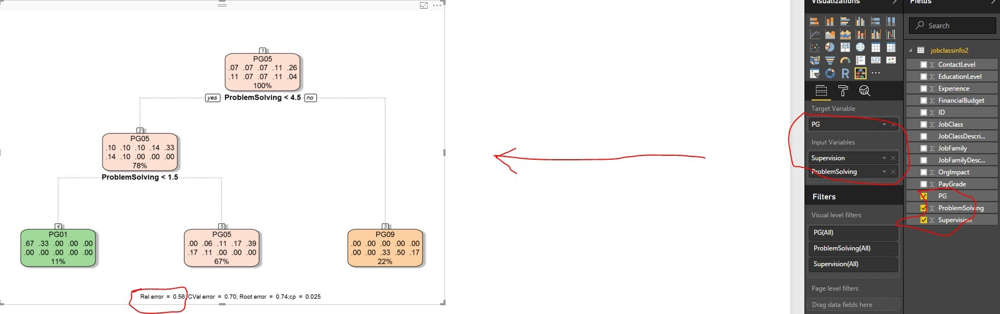 1
PG05
.07 .07 .07 .11 .26
.11 .07 .07 .11 .04
100%
yes ProblemSolving < 4.5 no
2
PG05
.10 .10 .10 .14 .33
.14 .10 .00 .00 .00
78%
ProblemSolving < 1.5
4
PG01
.67 .33 .00 .00 .00
.00 .00 .00 .00 .00
11%
5
PG05
.00 .06 .11 .17 .39
.17 .11 .00 .00 .00
67%
3
PG09
.00 .00 .00 .00 .00
.00 .00 .33 .50 .17
22%
Rel error = 0.56; CVal error = 0.70; Root error = 0.74;cp = 0.025
Visualizations
R
123
Target Variable
PG
Input Variables
Supervision
ProblemSolving
Filters
Visual level filters
PG(All)
ProblemSolving(All)
Supervision(All)
Page level filters
Drag data fields here
Fields
Search
jobclassinfo2
Σ ContactLevel
Σ EducationLevel
Σ Experience
Σ FinancialBudget
Σ ID
Σ JobClass
JobClassDescri...
Σ JobFamily
JobFamilyDesc...
Σ OrgImpact
Σ PayGrade
PG
Σ ProblemSolving
Σ Supervision